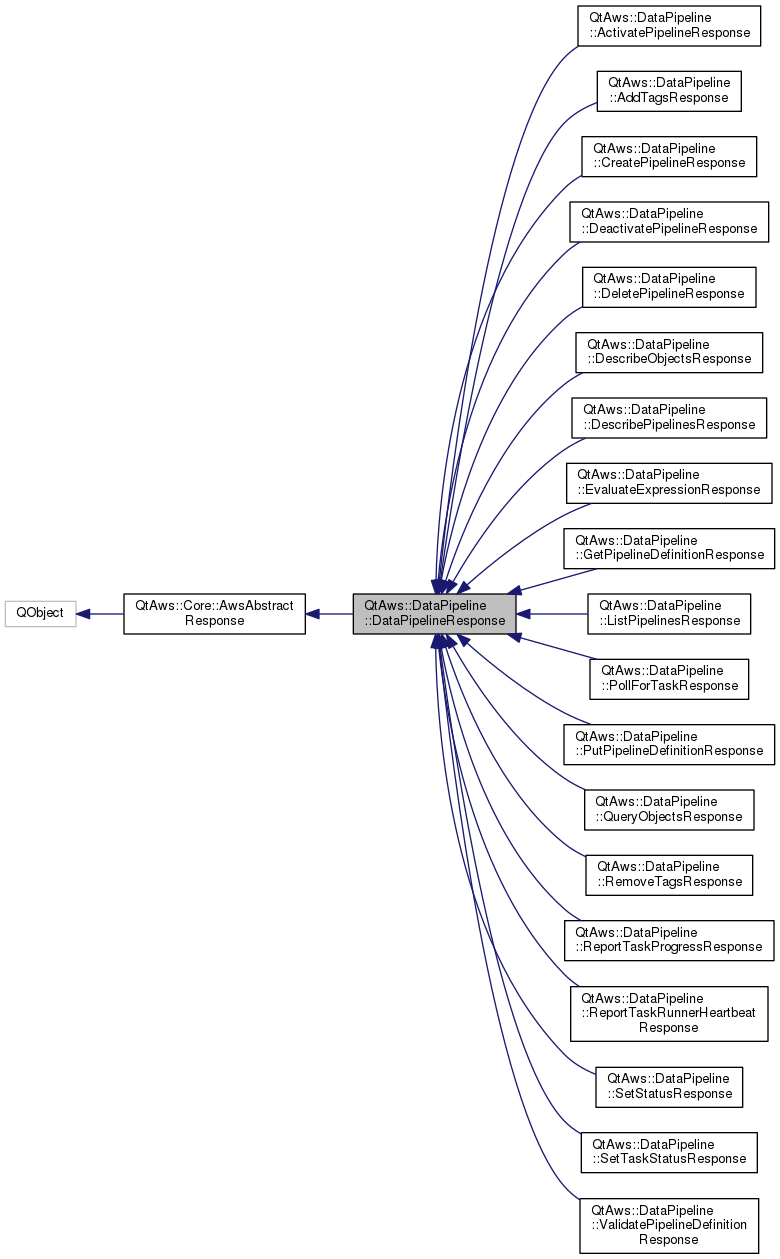 QtAws::DataPipeline
::ActivatePipelineResponse
QtAws::DataPipeline
::AddTagsResponse
QtAws::DataPipeline
::CreatePipelineResponse
QtAws::DataPipeline
::DeactivatePipelineResponse
QtAws::DataPipeline
::DeletePipelineResponse
QtAws::DataPipeline
::DescribeObjectsResponse
QtAws::DataPipeline
::DescribePipelinesResponse
QtAws::DataPipeline
::EvaluateExpressionResponse
QtAws::DataPipeline
::GetPipelineDefinitionResponse
QObject
QtAws::Core::AwsAbstract
Response
QtAws::DataPipeline
::DataPipelineResponse
QtAws::DataPipeline
::ListPipelinesResponse
QtAws::DataPipeline
::PollForTaskResponse
QtAws::DataPipeline
::PutPipelineDefinitionResponse
QtAws::DataPipeline
::QueryObjectsResponse
QtAws::DataPipeline
::RemoveTagsResponse
QtAws::DataPipeline
::ReportTaskProgressResponse
QtAws::DataPipeline
::ReportTaskRunnerHeartbeat
Response
QtAws::DataPipeline
::SetStatusResponse
QtAws::DataPipeline
::SetTaskStatusResponse
QtAws::DataPipeline
::ValidatePipelineDefinition
Response